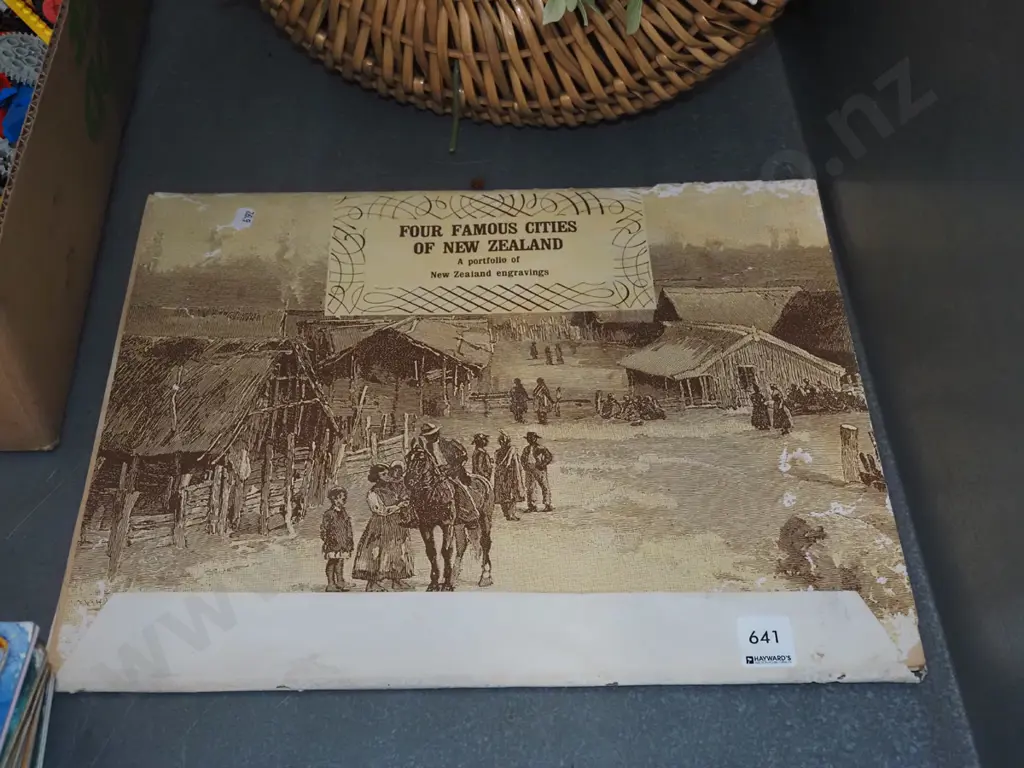 FOUR FAMOUS CITIES
OF NEW ZEALAND
A portfolio of
New Zealand engravings
641
HAYWARD'S